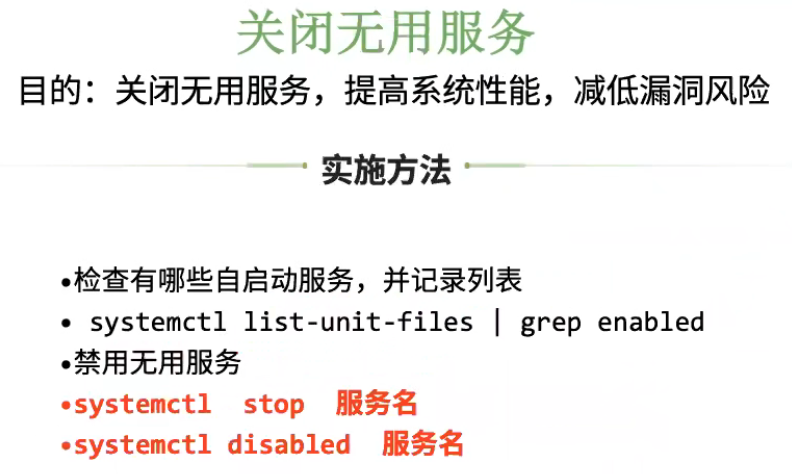 关闭无用服务
目的：关闭无用服务，提高系统性能，减低漏洞风险
实施方法
•检查有哪些自启动服务，并记录列表
• systemctl list-unit-files | grep enabled
•禁用无用服务
•systemctl stop 服务名
•systemctl disabled 服务名